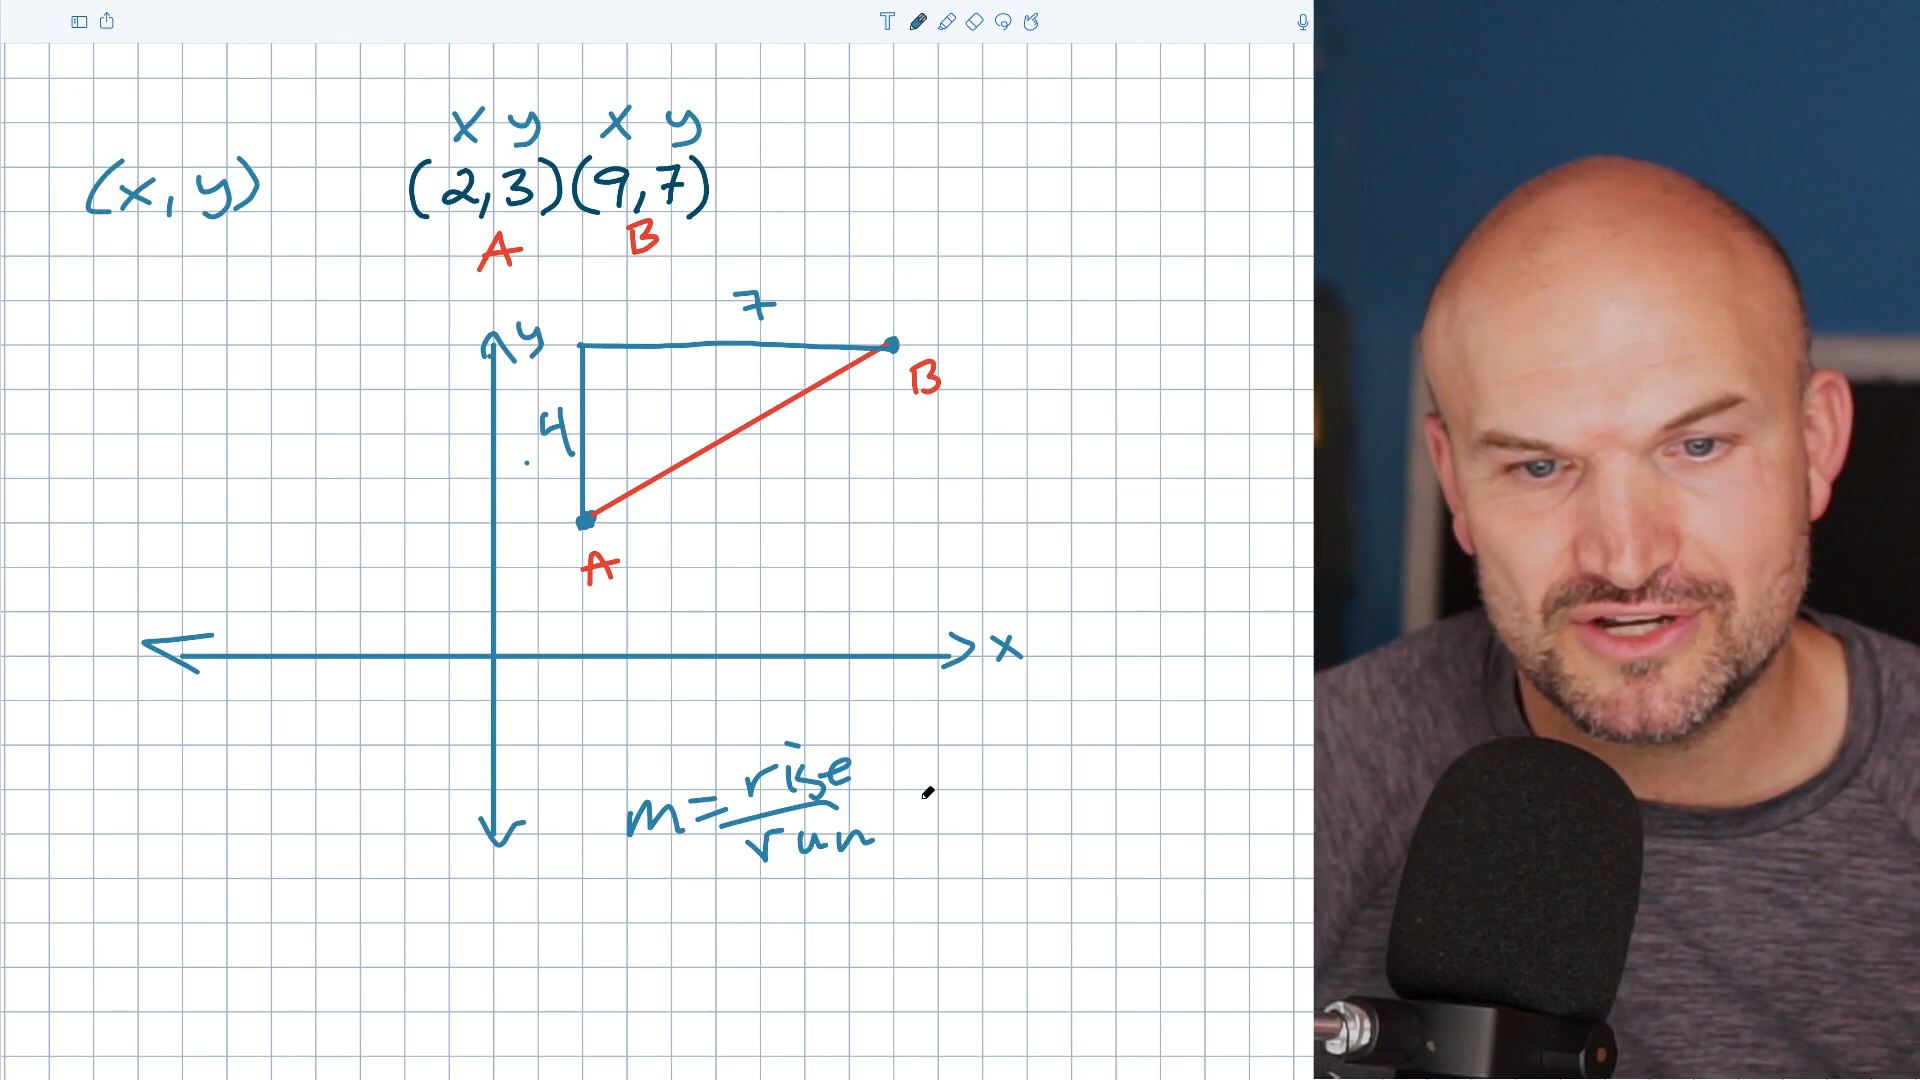 x y x y
(x, y) (2,3)(9,7)
A B
7
y
B
4
A
x
m = rise
run